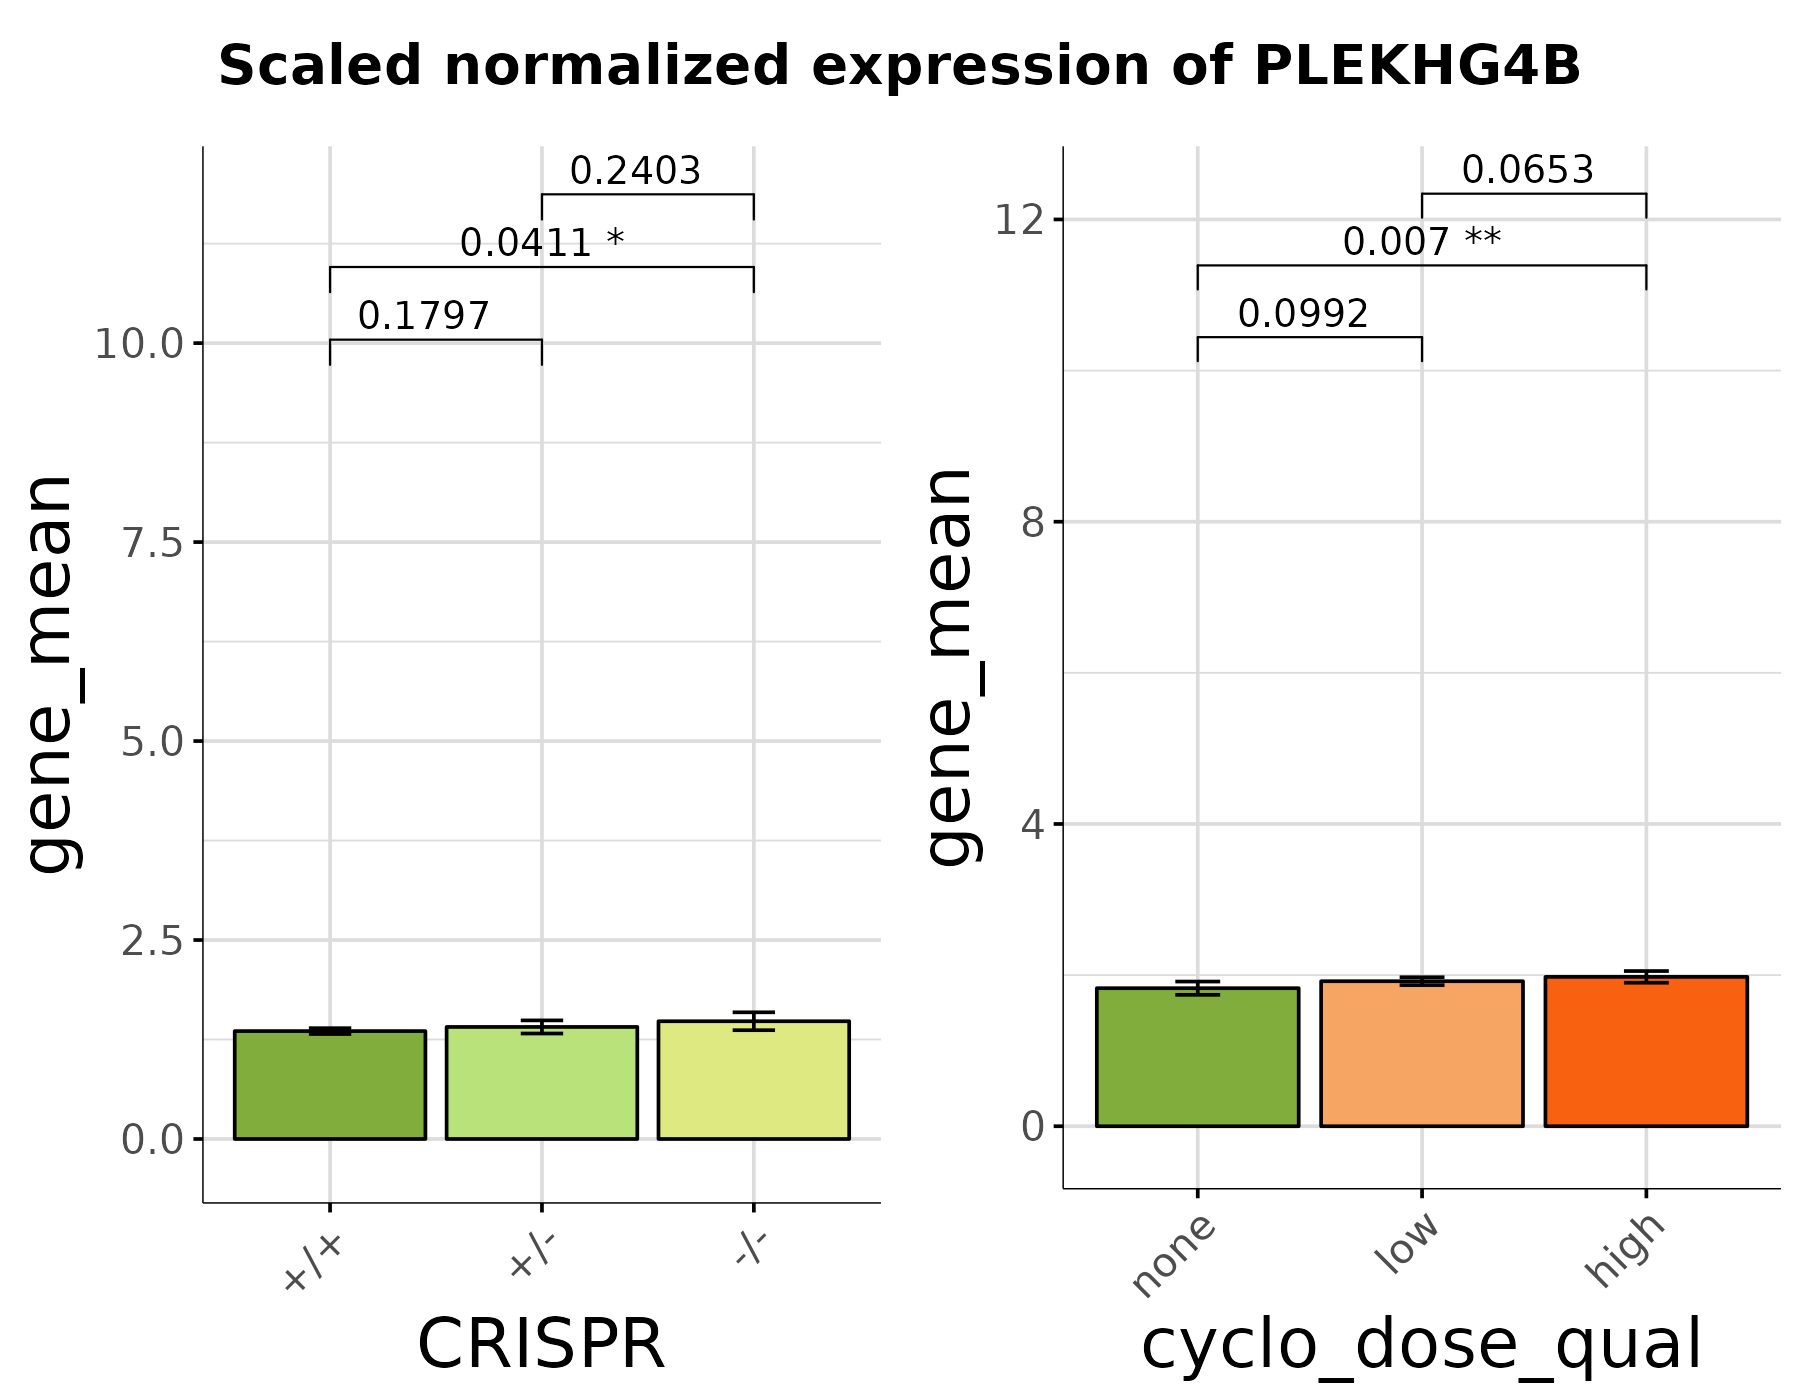 Scaled normalized expression of PLEKHG4B
gene_mean
0.2403
0.0411 *
0.1797
10.0
7.5
5.0
2.5
0.0
+/+
+/-
-/-
CRISPR
gene_mean
0.0653
0.007 **
0.0992
12
8
4
0
none
low
high
cyclo_dose_qual